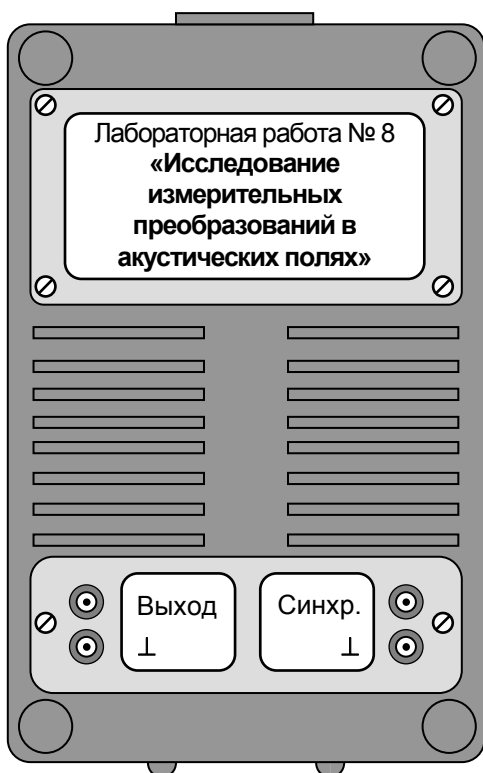 Лабораторная работа № 8
«Исследование
измерительных
преобразований в
акустических полях»
Выход
⊥
Синхр.
⊥